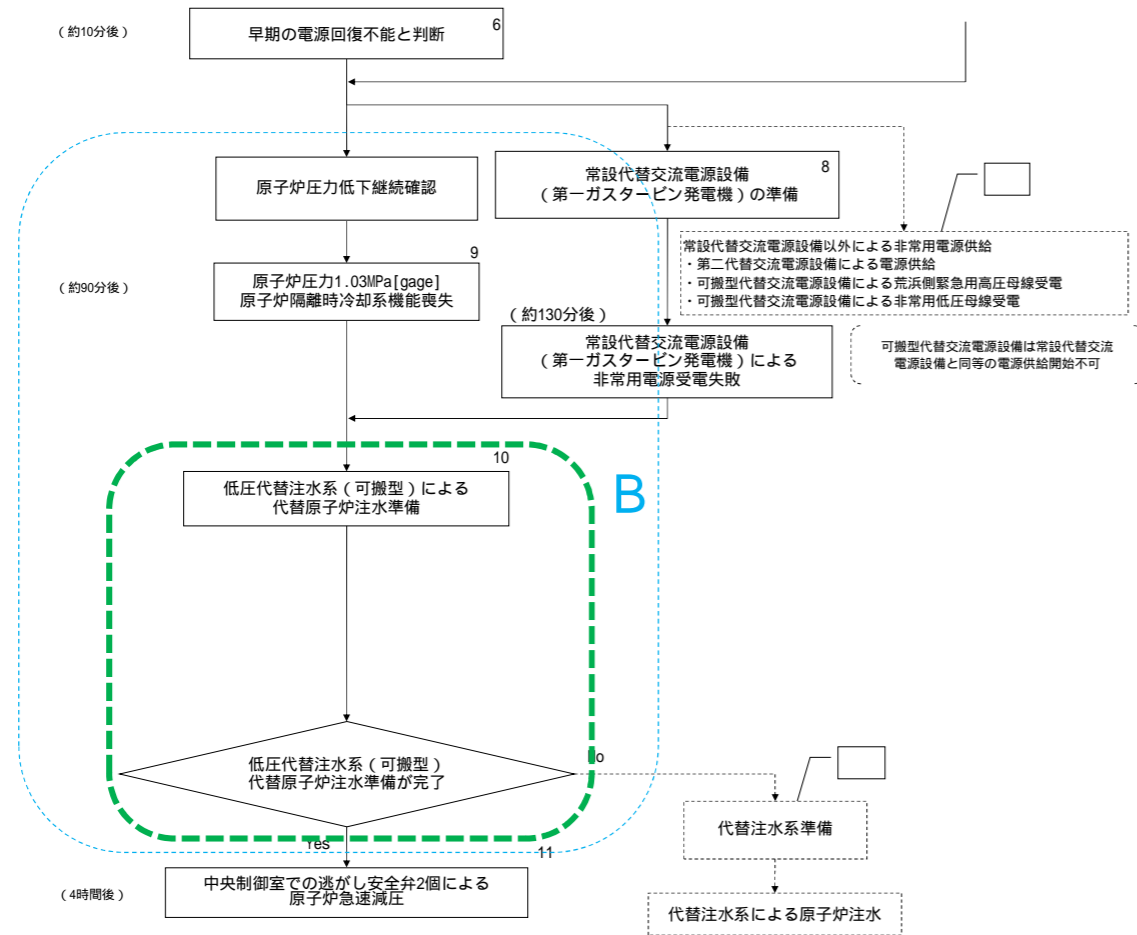 （約10分後）
早期の電源回復不能と判断
6
原子炉圧力低下継続確認
常設代替交流電源設備
（第一ガスタービン発電機）の準備
8
常設代替交流電源設備以外による非常用電源供給
・第二代替交流電源設備による電源供給
・可搬型代替交流電源設備による荒浜側緊急用高圧母線受電
・可搬型代替交流電源設備による非常用低圧母線受電
9
（約90分後）
原子炉圧力1.03MPa[gage]
原子炉隔離時冷却系機能喪失
（約130分後）
常設代替交流電源設備
（第一ガスタービン発電機）による
非常用電源受電失敗
可搬型代替交流電源設備は常設代替交流
電源設備と同等の電源供給開始不可
10
低圧代替注水系（可搬型）による
代替原子炉注水準備
B
低圧代替注水系（可搬型）
代替原子炉注水準備が完了
No
代替注水系準備
Yes
11
（4時間後）
中央制御室での逃がし安全弁2個による
原子炉急速減圧
代替注水系による原子炉注水